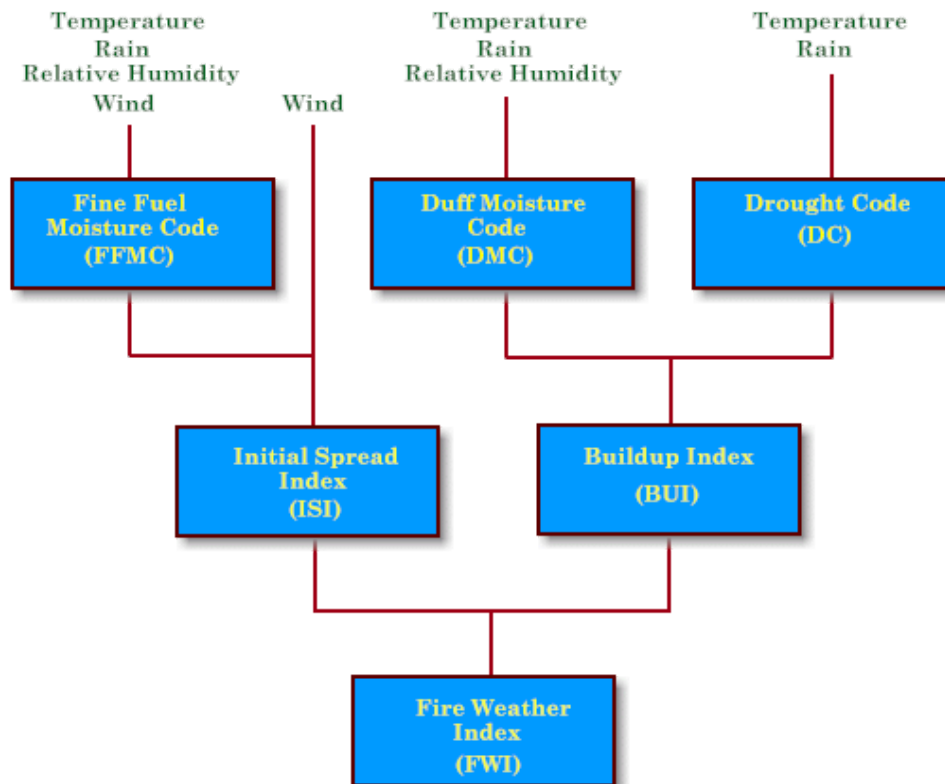 Temperature
Rain
Relative Humidity
Wind
Wind
Temperature
Rain
Relative Humidity
Temperature
Rain
Fine Fuel
Moisture Code
(FFMC)
Duff Moisture
Code
(DMC)
Drought Code
(DC)
Initial Spread
Index
(ISI)
Buildup Index
(BUI)
Fire Weather
Index
(FWI)